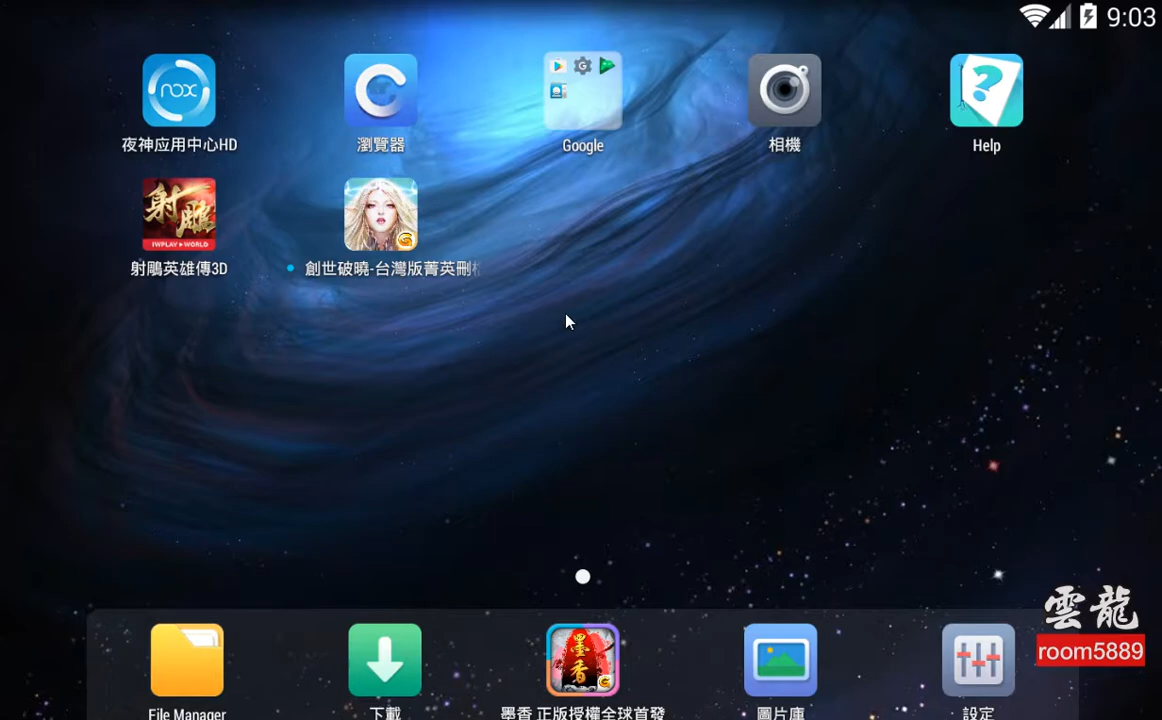 9:03
nox
夜神应用中心HD
瀏覽器
Google
相機
Help
射鵰
IWPLAY WORLD
射鵰英雄傳3D
創世破曉-台灣版菁英刪
雲龍
room5889
墨香
File Manager
下載
墨香 正版授權全球首發
圖片庫
設定